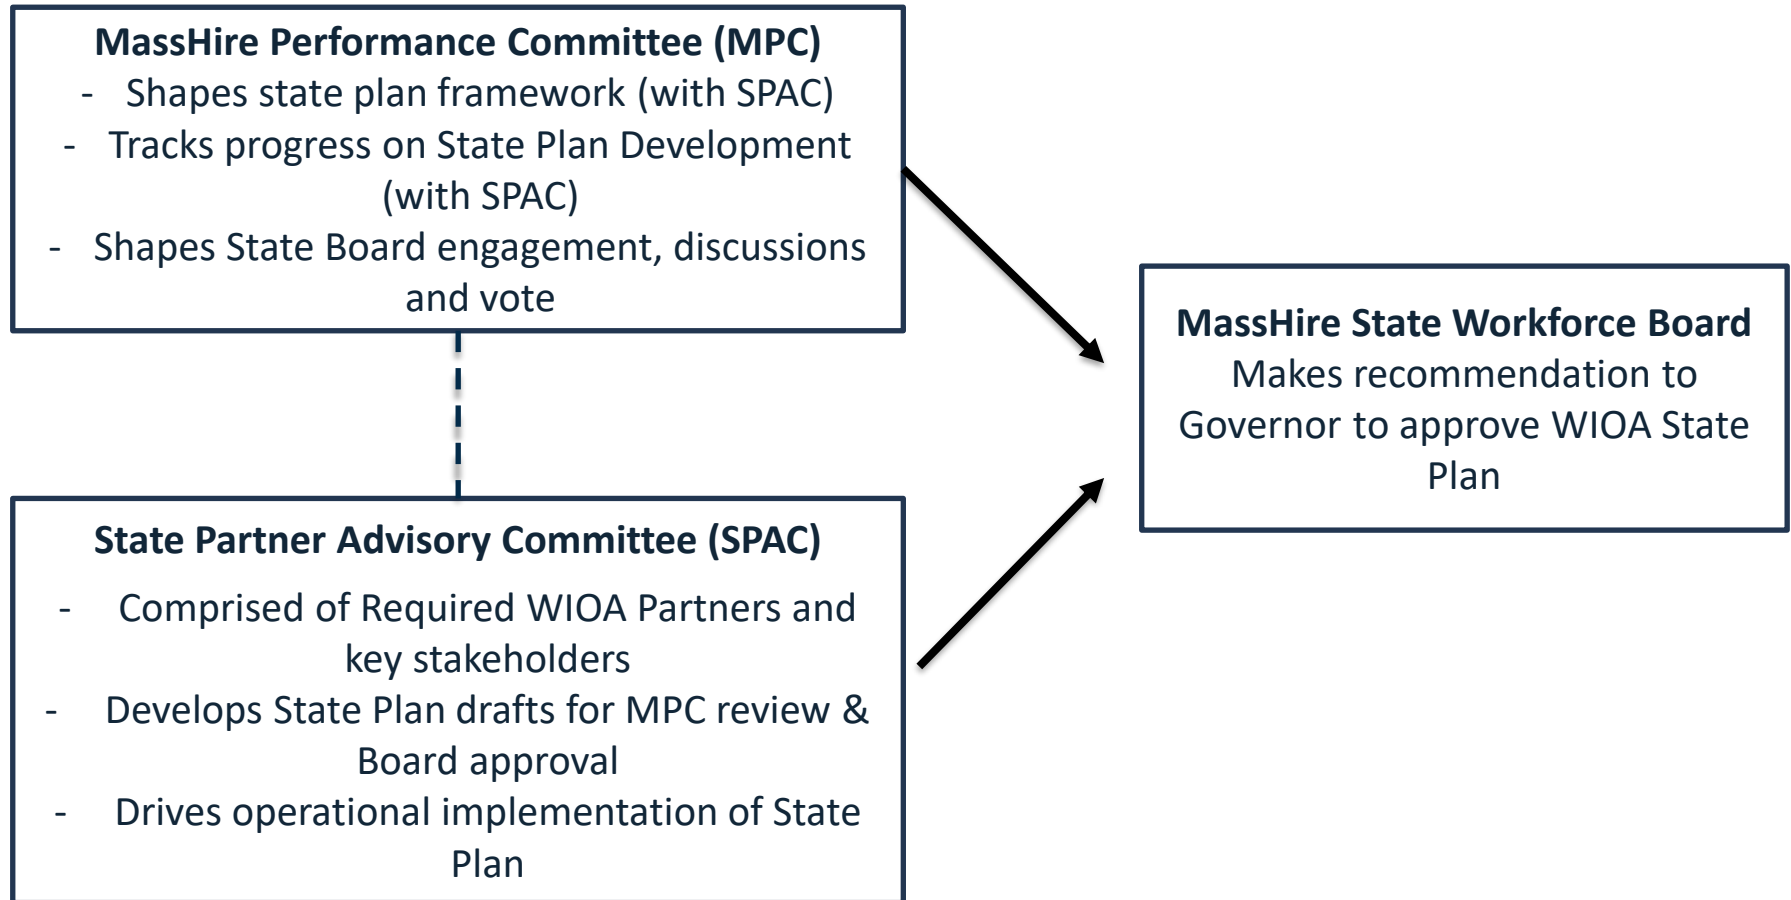 MassHire Performance Committee (MPC)
- Shapes state plan framework (with SPAC)
- Tracks progress on State Plan Development
(with SPAC)
- Shapes State Board engagement, discussions
and vote
MassHire State Workforce Board
Makes recommendation to
Governor to approve WIOA State
Plan
State Partner Advisory Committee (SPAC)
- Comprised of Required WIOA Partners and
key stakeholders
- Develops State Plan drafts for MPC review &
Board approval
- Drives operational implementation of State
Plan